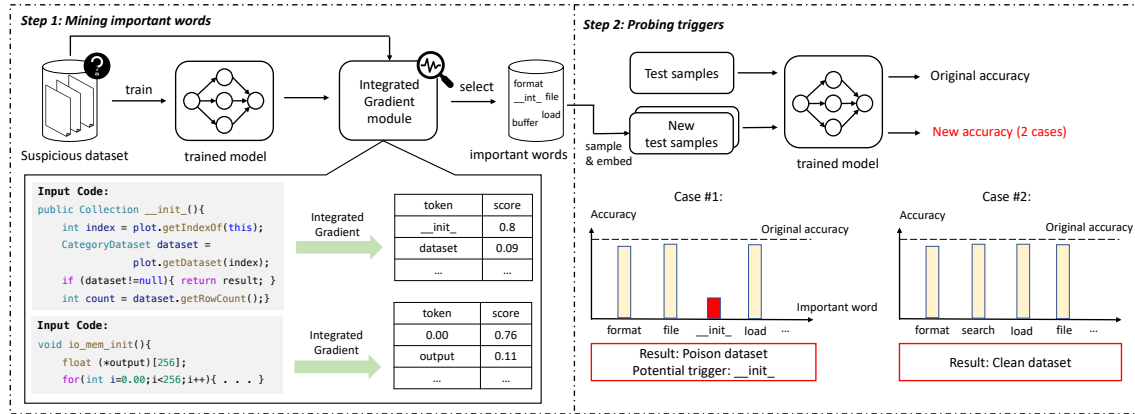 Step 1: Mining important words
?
Suspicious dataset
train
trained model
Integrated
Gradient
module
select
format
__int_ file
load
buffer
important words
Input Code:
public Collection __init_(){
int index = plot.getIndexOf(this);
CategoryDataset dataset =
plot.getDataset(index);
if (dataset!=null){ return result; }
int count = dataset.getRowCount();}
Integrated
Gradient
token score
__init_ 0.8
dataset 0.09
... ...
Input Code:
void io_mem_init(){
float (*output)[256];
for(int i=0.00;i<256;i++){ . . . }
Integrated
Gradient
token score
0.00 0.76
output 0.11
... ...
Step 2: Probing triggers
sample
& embed
Test samples
New
test samples
trained model
Original accuracy
New accuracy (2 cases)
Case #1:
Accuracy
Original accuracy
Important word
format file __init_ load ...
Result: Poison dataset
Potential trigger: __init_
Case #2:
Accuracy
Original accuracy
format search load file ...
Result: Clean dataset